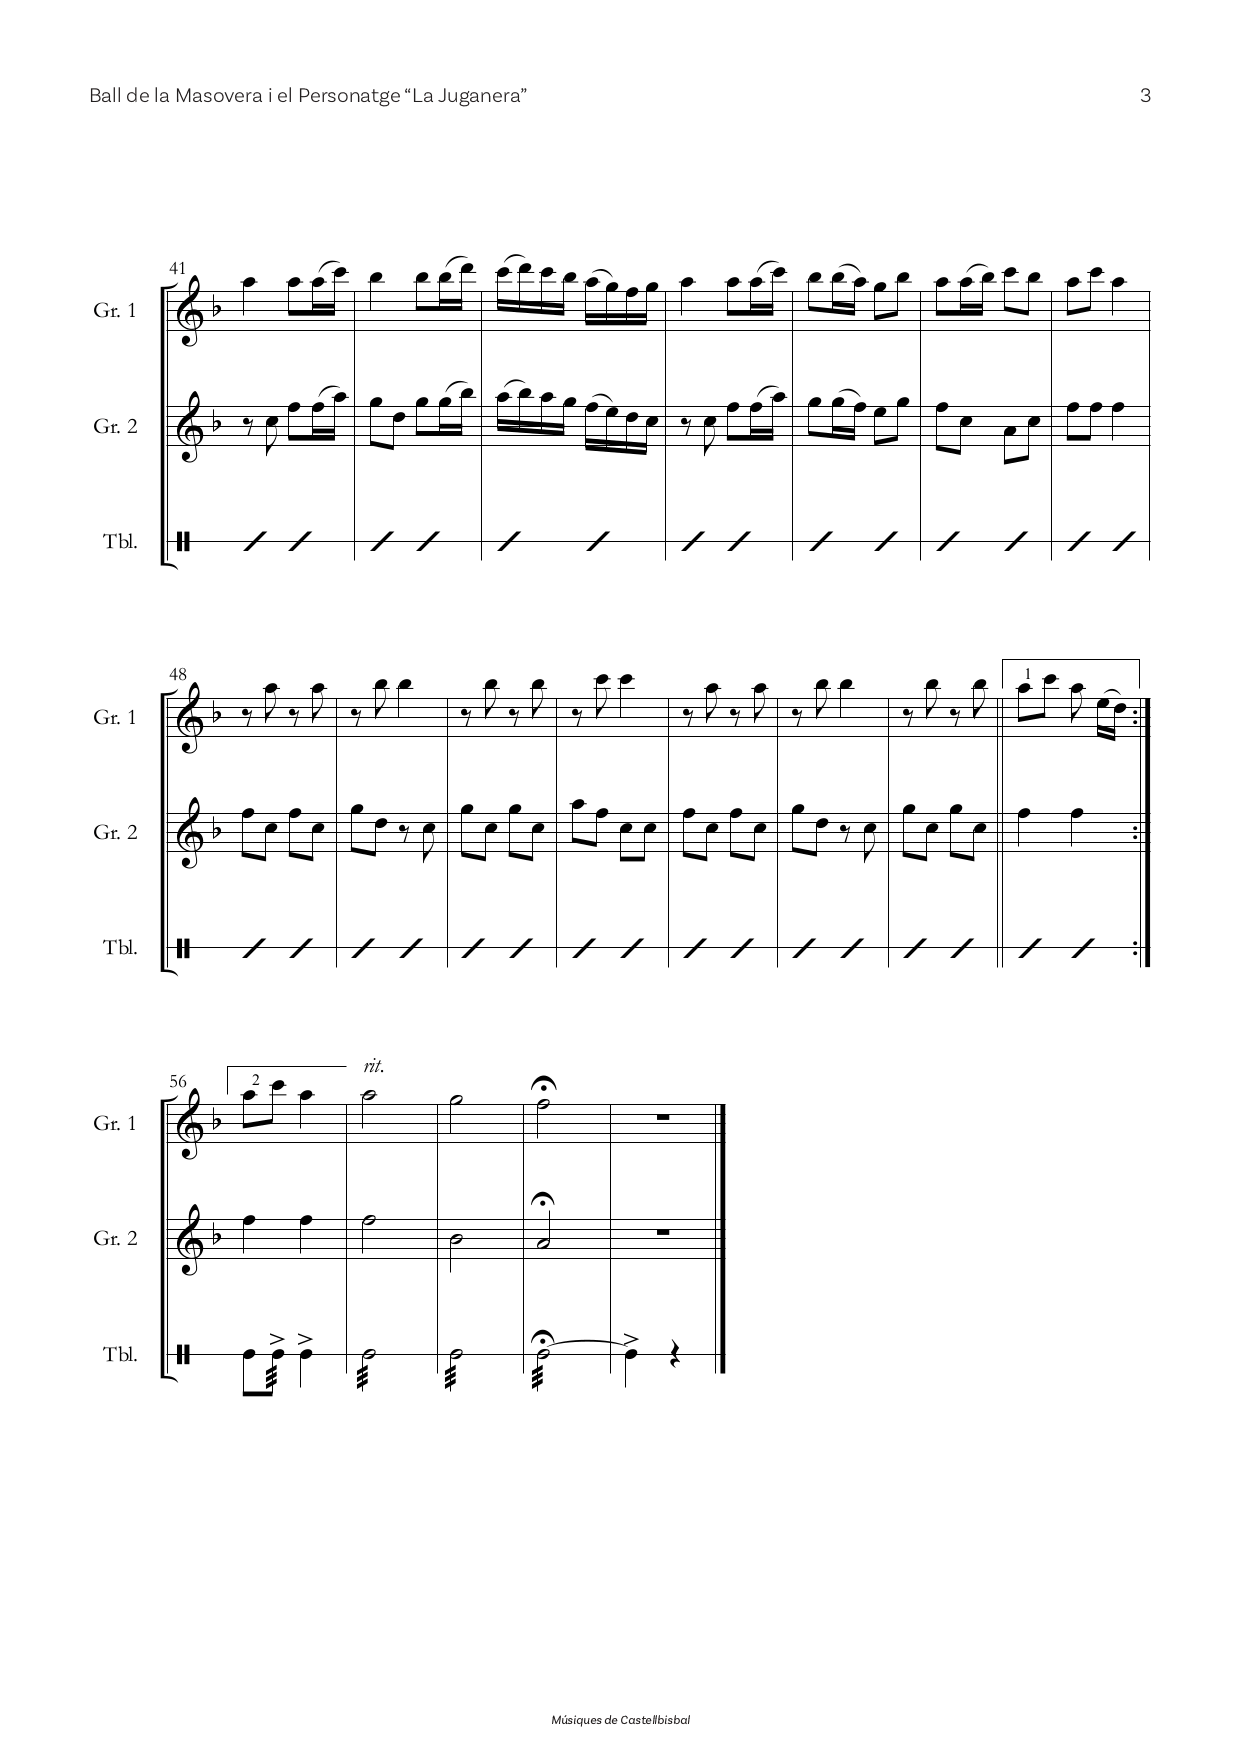 Ball de la Masovera i el Personatge “La Juganera” 3
41
Gr. 1
Gr. 2
Tbl.
48
1
Gr. 1
Gr. 2
Tbl.
rit.
56
2
Gr. 1
Gr. 2
Tbl.
Músiques de Castellbisbal